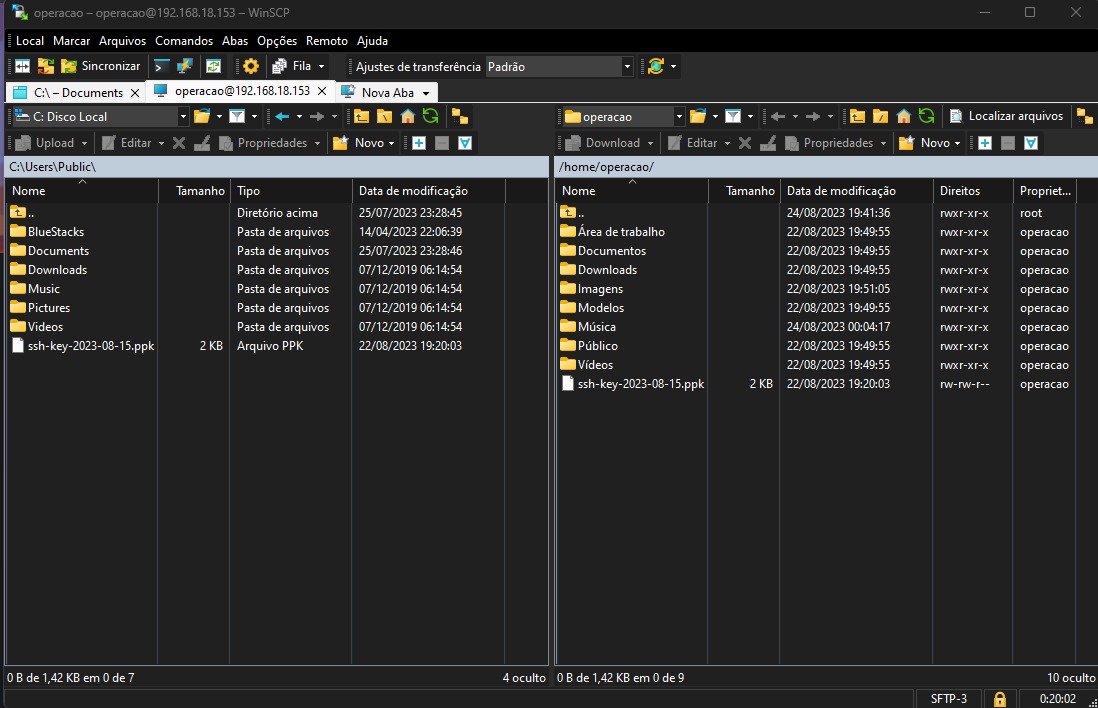 operacao – operacao@192.168.18.153 – WinSCP
Local Marcar Arquivos Comandos Abas Opções Remoto Ajuda
Sincronizar Fila Ajustes de transferência Padrão
C:\ – Documents operacao@192.168.18.153 Nova Aba
C: Disco Local operacao Localizar arquivos
Upload Editar Propriedades Novo Download Editar Propriedades Novo
C:\Users\Public\ /home/operacao/
Nome Tamanho Tipo Data de modificação Nome Tamanho Data de modificação Direitos Propriet...
.. Diretório acima 25/07/2023 23:28:45 .. 24/08/2023 19:41:36 rwxr-xr-x root
BlueStacks Pasta de arquivos 14/04/2023 22:06:39 Área de trabalho 22/08/2023 19:49:55 rwxr-xr-x operacao
Documents Pasta de arquivos 25/07/2023 23:28:46 Documentos 22/08/2023 19:49:55 rwxr-xr-x operacao
Downloads Pasta de arquivos 07/12/2019 06:14:54 Downloads 22/08/2023 19:49:55 rwxr-xr-x operacao
Music Pasta de arquivos 07/12/2019 06:14:54 Imagens 22/08/2023 19:51:05 rwxr-xr-x operacao
Pictures Pasta de arquivos 07/12/2019 06:14:54 Modelos 22/08/2023 19:49:55 rwxr-xr-x operacao
Videos Pasta de arquivos 07/12/2019 06:14:54 Música 24/08/2023 00:04:17 rwxr-xr-x operacao
ssh-key-2023-08-15.ppk 2 KB Arquivo PPK 22/08/2023 19:20:03 Público 22/08/2023 19:49:55 rwxr-xr-x operacao
Vídeos 22/08/2023 19:49:55 rwxr-xr-x operacao
ssh-key-2023-08-15.ppk 2 KB 22/08/2023 19:20:03 rw-rw-r-- operacao
0 B de 1,42 KB em 0 de 7 4 oculto 0 B de 1,42 KB em 0 de 9 10 oculto
SFTP-3 0:20:02